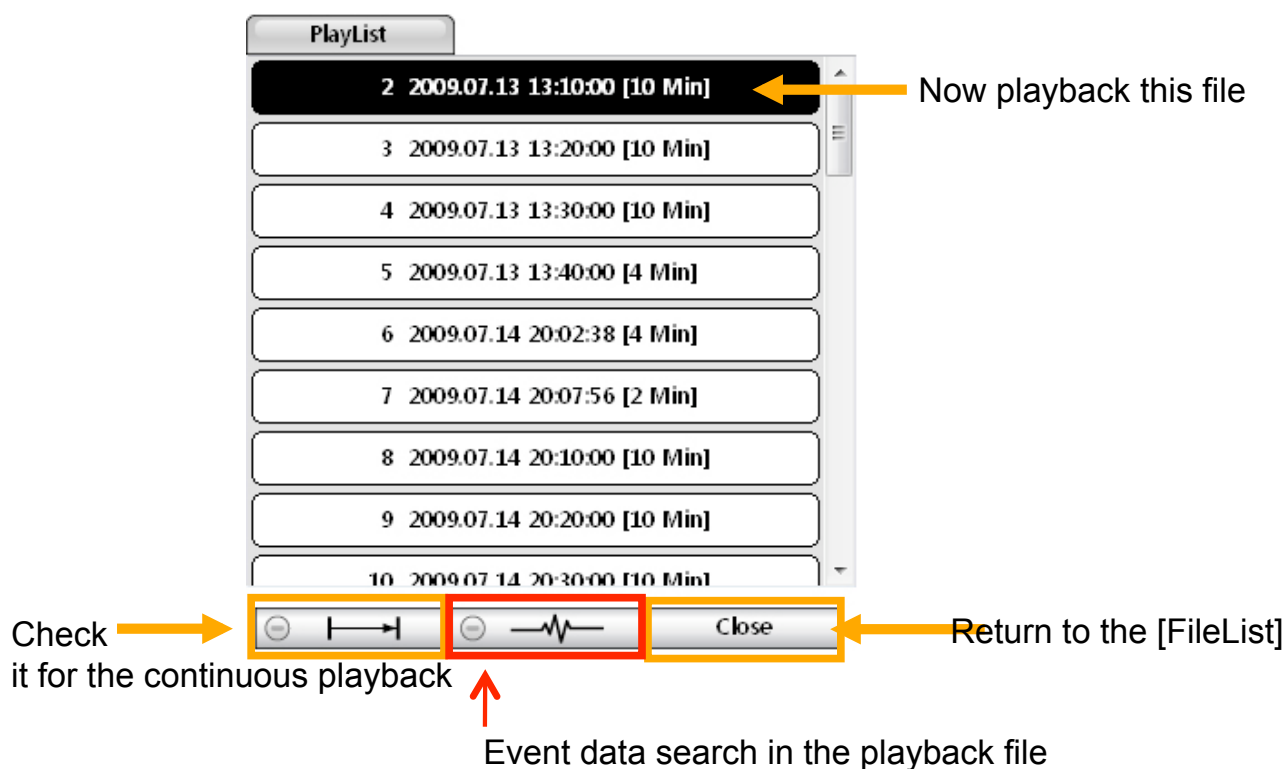 PlayList
2 2009.07.13 13:10:00 [10 Min]
Now playback this file
3 2009.07.13 13:20:00 [10 Min]
4 2009.07.13 13:30:00 [10 Min]
5 2009.07.13 13:40:00 [4 Min]
6 2009.07.14 20:02:38 [4 Min]
7 2009.07.14 20:07:56 [2 Min]
8 2009.07.14 20:10:00 [10 Min]
9 2009.07.14 20:20:00 [10 Min]
10 2009.07.14 20:30:00 [10 Min]
Close
Check
it for the continuous playback
Return to the [FileList]
Event data search in the playback file